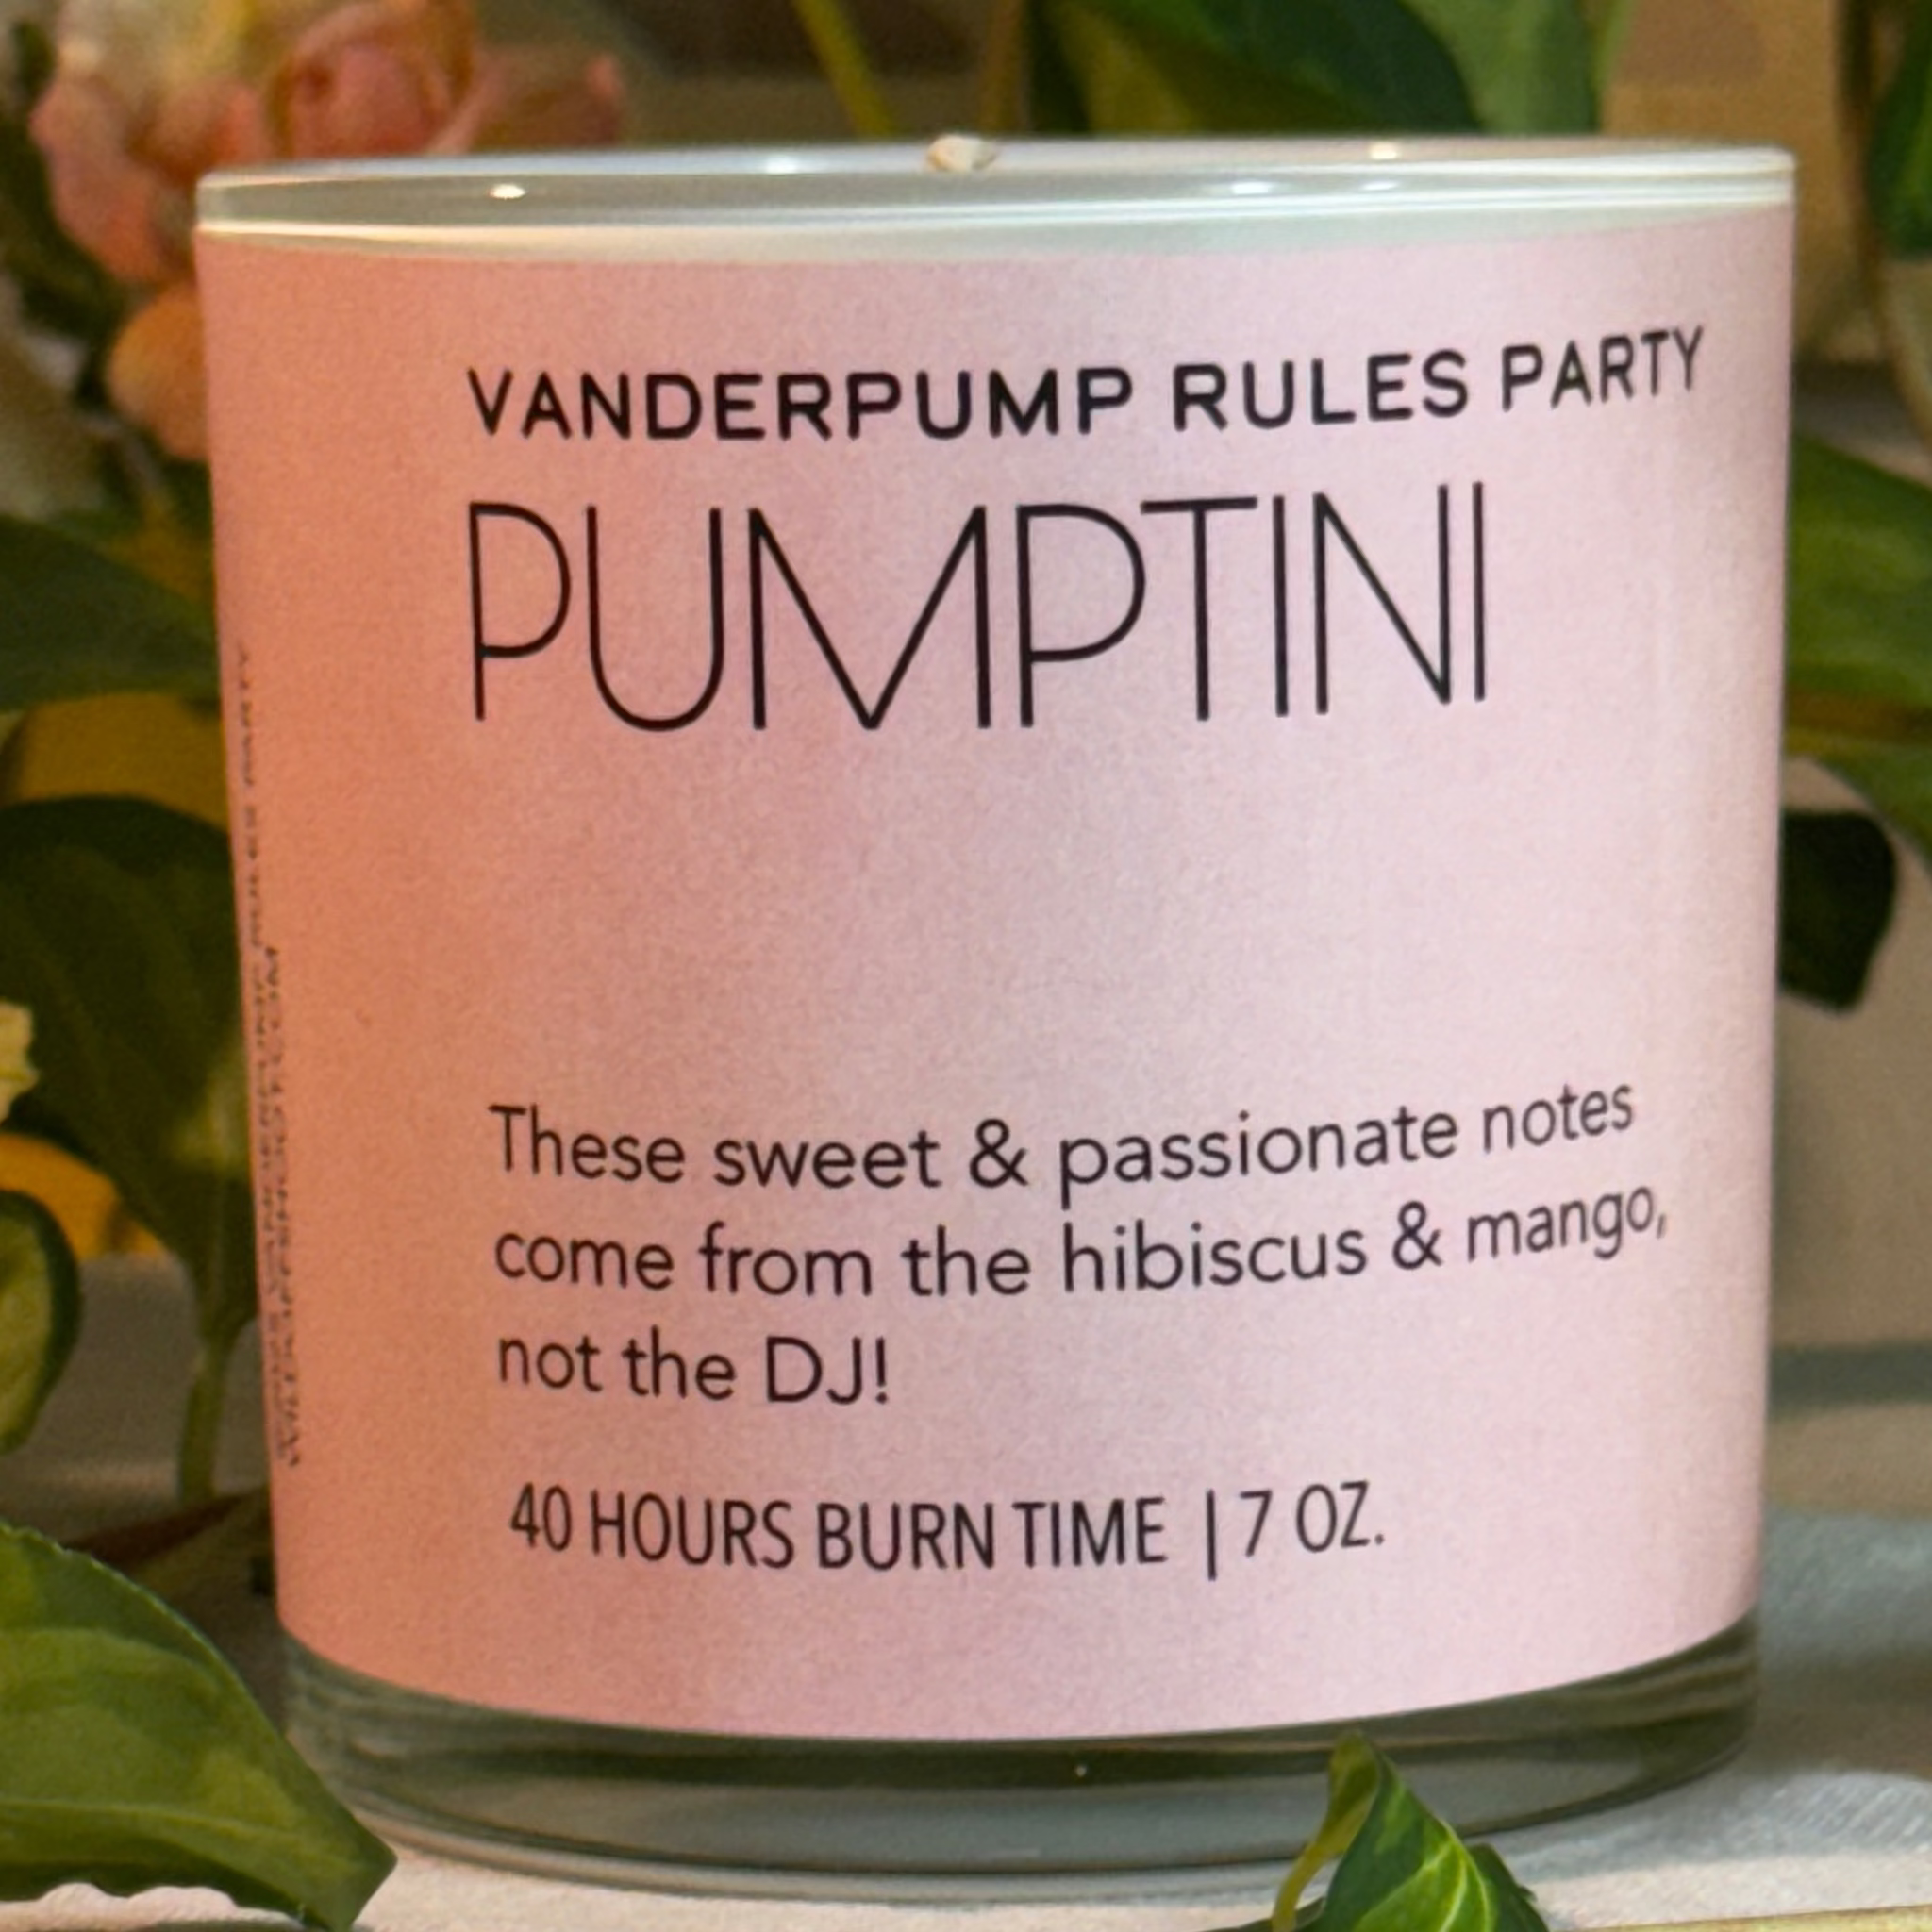 VANDERPUMP RULES PARTY
PUMPTINI
These sweet & passionate notes
come from the hibiscus & mango,
not the DJ!
40 HOURS BURN TIME | 7 OZ.